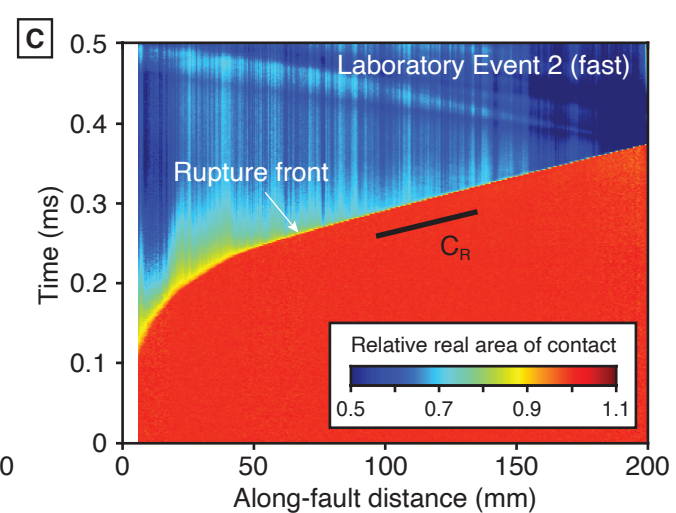 C
0.5
Laboratory Event 2 (fast)
0.4
Rupture front
0.3
C_R
Time (ms)
0.2
Relative real area of contact
0.1
0.5 0.7 0.9 1.1
0
0 0 50 100 150 200
Along-fault distance (mm)